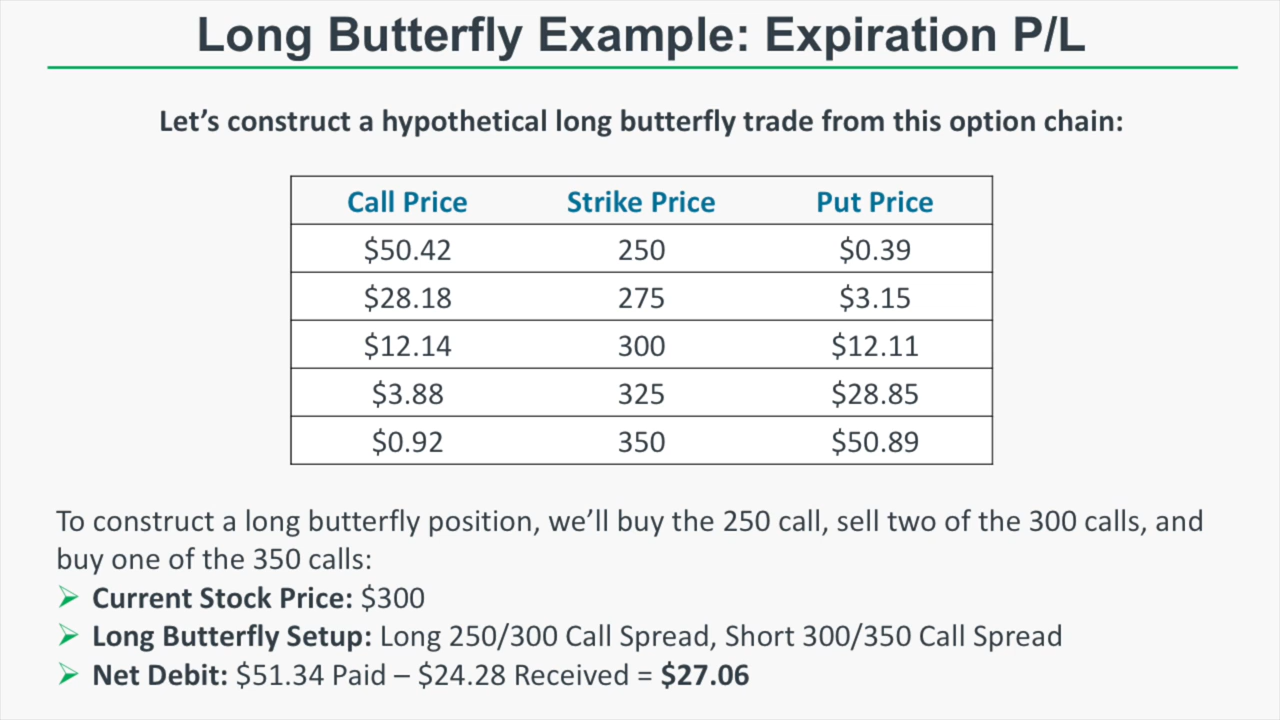 Long Butterfly Example: Expiration P/L
Let’s construct a hypothetical long butterfly trade from this option chain:
Call Price Strike Price Put Price
$50.42 250 $0.39
$28.18 275 $3.15
$12.14 300 $12.11
$3.88 325 $28.85
$0.92 350 $50.89
To construct a long butterfly position, we’ll buy the 250 call, sell two of the 300 calls, and
buy one of the 350 calls:
Current Stock Price: $300
Long Butterfly Setup: Long 250/300 Call Spread, Short 300/350 Call Spread
Net Debit: $51.34 Paid – $24.28 Received = $27.06